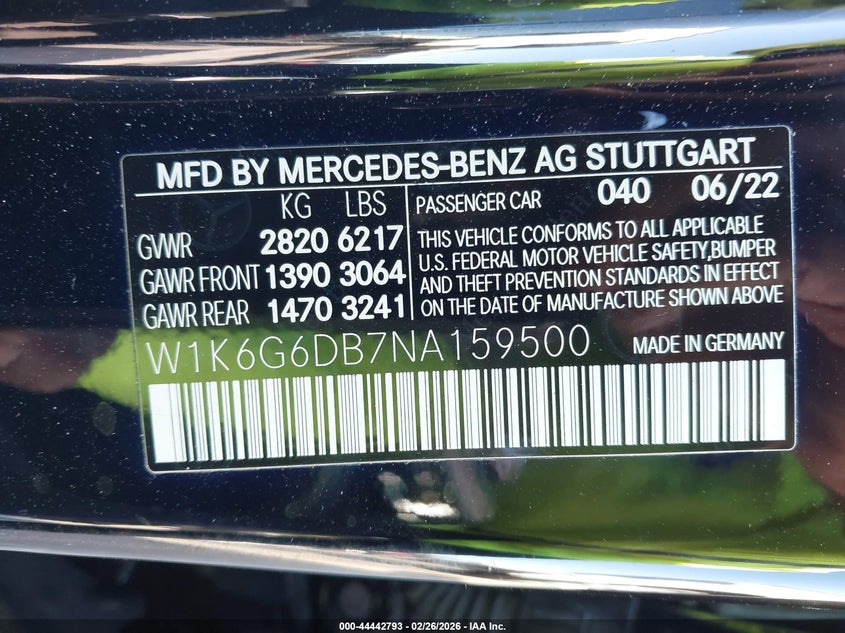 MFD BY MERCEDES-BENZ AG STUTTGART
KG LBS
GVWR 2820 6217
GAWR FRONT 1390 3064
GAWR REAR 1470 3241
PASSENGER CAR 040 06/22
THIS VEHICLE CONFORMS TO ALL APPLICABLE
U.S. FEDERAL MOTOR VEHICLE SAFETY,BUMPER
AND THEFT PREVENTION STANDARDS IN EFFECT
ON THE DATE OF MANUFACTURE SHOWN ABOVE
W1K6G6DB7NA159500 MADE IN GERMANY
000-44442793 - 02/26/2026 - IAA Inc.